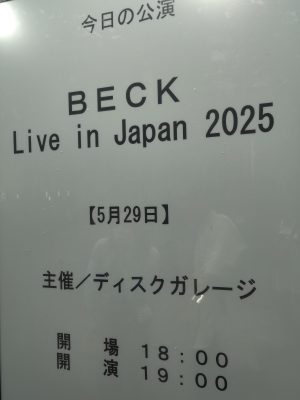 今日の公演
BECK
Live in Japan 2025
【5月29日】
主催／ディスクガレージ
開　場　18：00
開　演　19：00